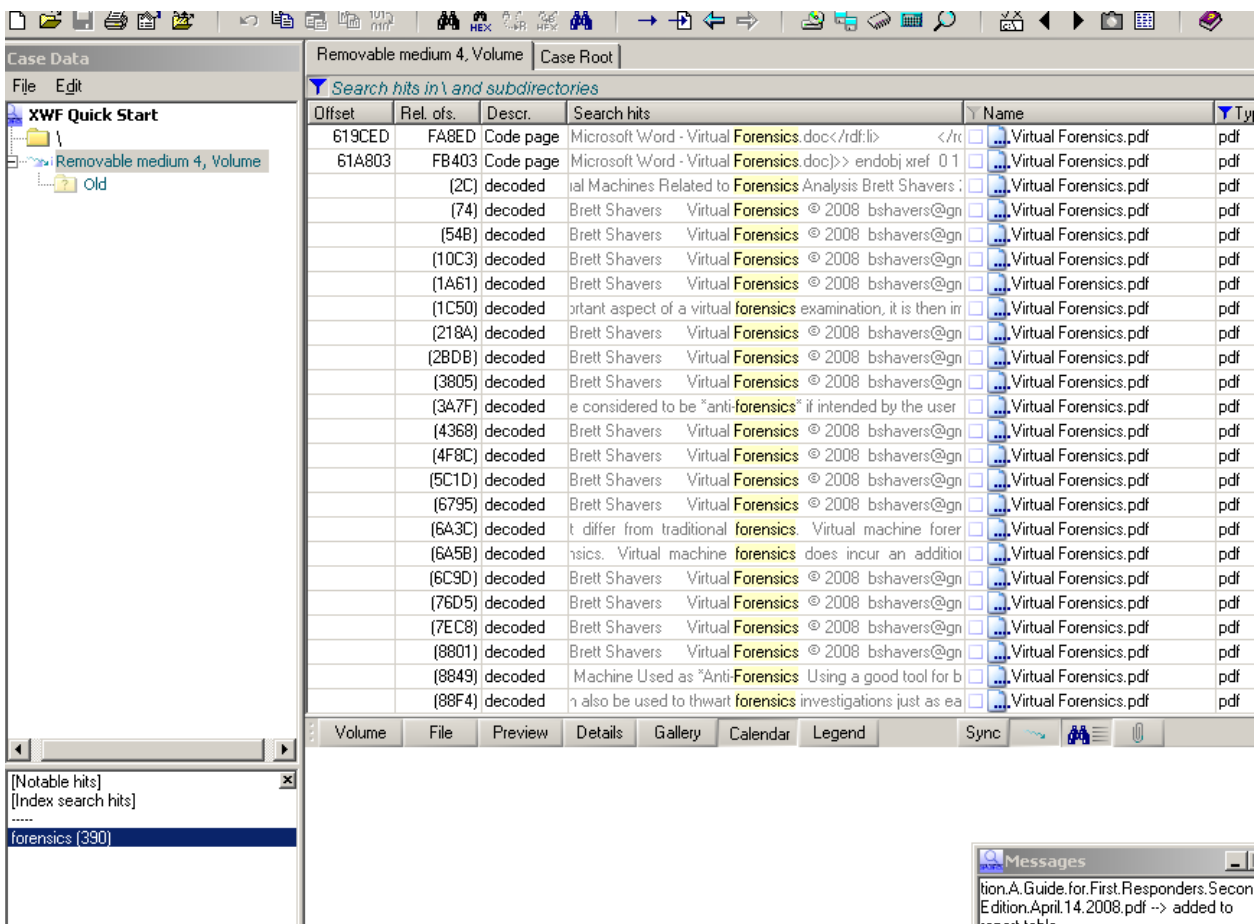 HEX
HEX
Case Data
File Edit
XWF Quick Start
\
Removable medium 4, Volume
Old
Removable medium 4, Volume Case Root
Search hits in \ and subdirectories
Offset Rel. ofs. Descr. Search hits Name Ty
619CED FA8ED Code page Microsoft Word - Virtual Forensics.doc</rdf:li> Virtual Forensics.pdf pdf
61A803 FB403 Code page Microsoft Word - Virtual Forensics.doc)>> endobj xref 0 1 Virtual Forensics.pdf pdf
(2C) decoded ial Machines Related to Forensics Analysis Brett Shavers Virtual Forensics.pdf pdf
(74) decoded Brett Shavers Virtual Forensics © 2008 bshavers@gn Virtual Forensics.pdf pdf
(54B) decoded Brett Shavers Virtual Forensics © 2008 bshavers@gn Virtual Forensics.pdf pdf
(10C3) decoded Brett Shavers Virtual Forensics © 2008 bshavers@gn Virtual Forensics.pdf pdf
(1A61) decoded Brett Shavers Virtual Forensics © 2008 bshavers@gn Virtual Forensics.pdf pdf
(1C50) decoded ortant aspect of a virtual forensics examination, it is then im Virtual Forensics.pdf pdf
(218A) decoded Brett Shavers Virtual Forensics © 2008 bshavers@gn Virtual Forensics.pdf pdf
(2BDB) decoded Brett Shavers Virtual Forensics © 2008 bshavers@gn Virtual Forensics.pdf pdf
(3805) decoded Brett Shavers Virtual Forensics © 2008 bshavers@gn Virtual Forensics.pdf pdf
(3A7F) decoded e considered to be "anti-forensics" if intended by the user Virtual Forensics.pdf pdf
(4368) decoded Brett Shavers Virtual Forensics © 2008 bshavers@gn Virtual Forensics.pdf pdf
(4F8C) decoded Brett Shavers Virtual Forensics © 2008 bshavers@gn Virtual Forensics.pdf pdf
(5C1D) decoded Brett Shavers Virtual Forensics © 2008 bshavers@gn Virtual Forensics.pdf pdf
(6795) decoded Brett Shavers Virtual Forensics © 2008 bshavers@gn Virtual Forensics.pdf pdf
(6A3C) decoded t differ from traditional forensics. Virtual machine forer Virtual Forensics.pdf pdf
(6A5B) decoded nsics. Virtual machine forensics does incur an addition Virtual Forensics.pdf pdf
(6C9D) decoded Brett Shavers Virtual Forensics © 2008 bshavers@gn Virtual Forensics.pdf pdf
(76D5) decoded Brett Shavers Virtual Forensics © 2008 bshavers@gn Virtual Forensics.pdf pdf
(7EC8) decoded Brett Shavers Virtual Forensics © 2008 bshavers@gn Virtual Forensics.pdf pdf
(8801) decoded Brett Shavers Virtual Forensics © 2008 bshavers@gn Virtual Forensics.pdf pdf
(8849) decoded Machine Used as "Anti-Forensics Using a good tool for b Virtual Forensics.pdf pdf
(88F4) decoded n also be used to thwart forensics investigations just as ea Virtual Forensics.pdf pdf
Volume File Preview Details Gallery Calendar Legend Sync
[Notable hits]
[Index search hits]
-----
forensics (390)
Messages
tion.A.Guide.for.First.Responders.Secon
Edition.April.14.2008.pdf --> added to
report table